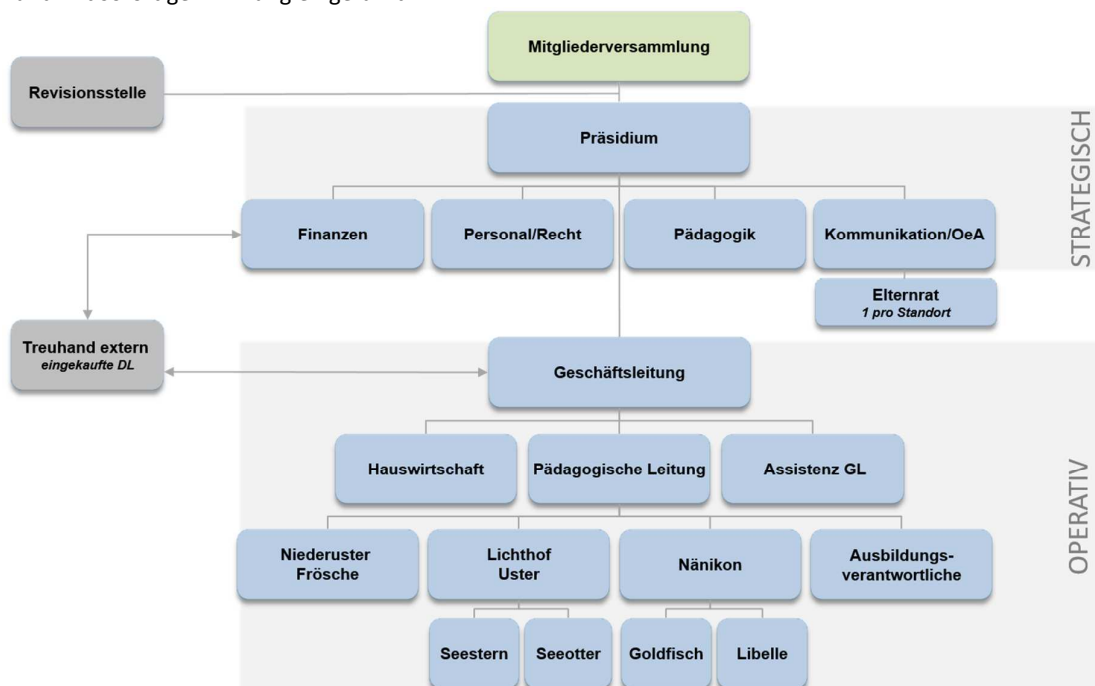 Mitgliederversammlung
Revisionsstelle
Präsidium
STRATEGISCH
Finanzen
Personal/Recht
Pädagogik
Kommunikation/OeA
Elternrat
1 pro Standort
Treuhand extern
eingekaufte DL
Geschäftsleitung
OPERATIV
Hauswirtschaft
Pädagogische Leitung
Assistenz GL
Niederuster
Frösche
Lichthof
Uster
Nänikon
Ausbildungs-
verantwortliche
Seestern
Seeotter
Goldfisch
Libelle